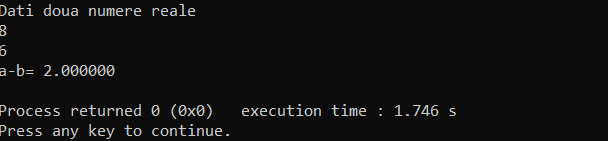 Dati doua numere reale
8
6
a-b= 2.000000
Process returned 0 (0x0)   execution time : 1.746 s
Press any key to continue.